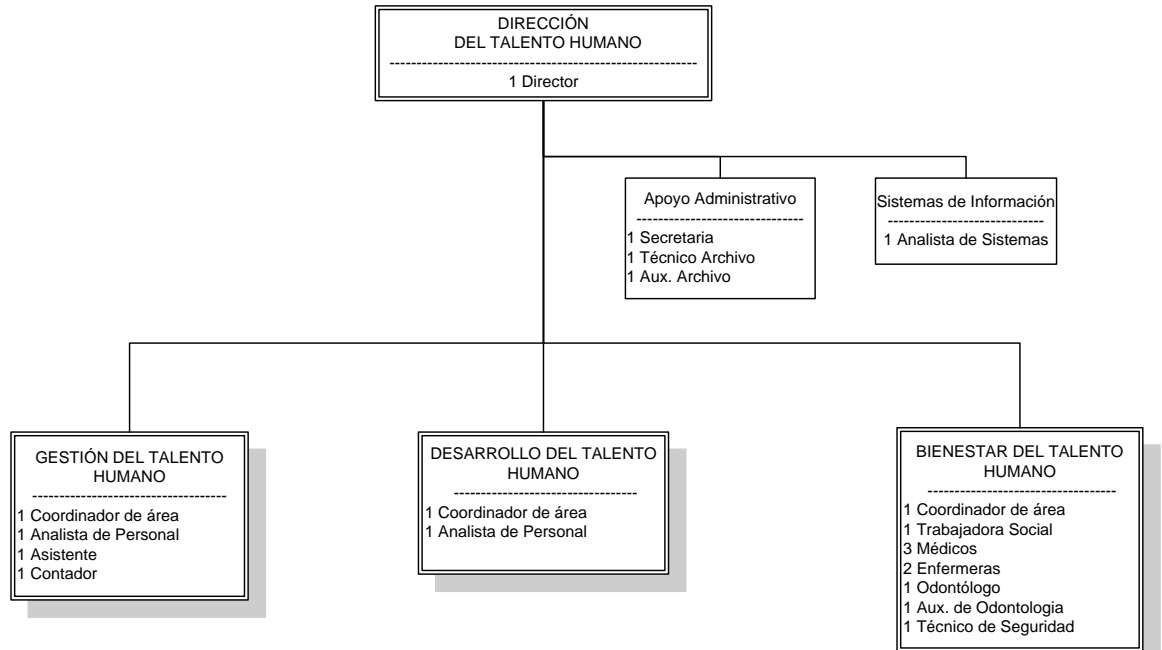 DIRECCIÓN
DEL TALENTO HUMANO
----------------------------------------------------------
1 Director
Apoyo Administrativo
--------------------------------
1 Secretaria
1 Técnico Archivo
1 Aux. Archivo
Sistemas de Información
------------------------------
1 Analista de Sistemas
GESTIÓN DEL TALENTO
HUMANO
-------------------------------------
1 Coordinador de área
1 Analista de Personal
1 Asistente
1 Contador
DESARROLLO DEL TALENTO
HUMANO
-----------------------------------
1 Coordinador de área
1 Analista de Personal
BIENESTAR DEL TALENTO
HUMANO
------------------------------------
1 Coordinador de área
1 Trabajadora Social
3 Médicos
2 Enfermeras
1 Odontólogo
1 Aux. de Odontologia
1 Técnico de Seguridad